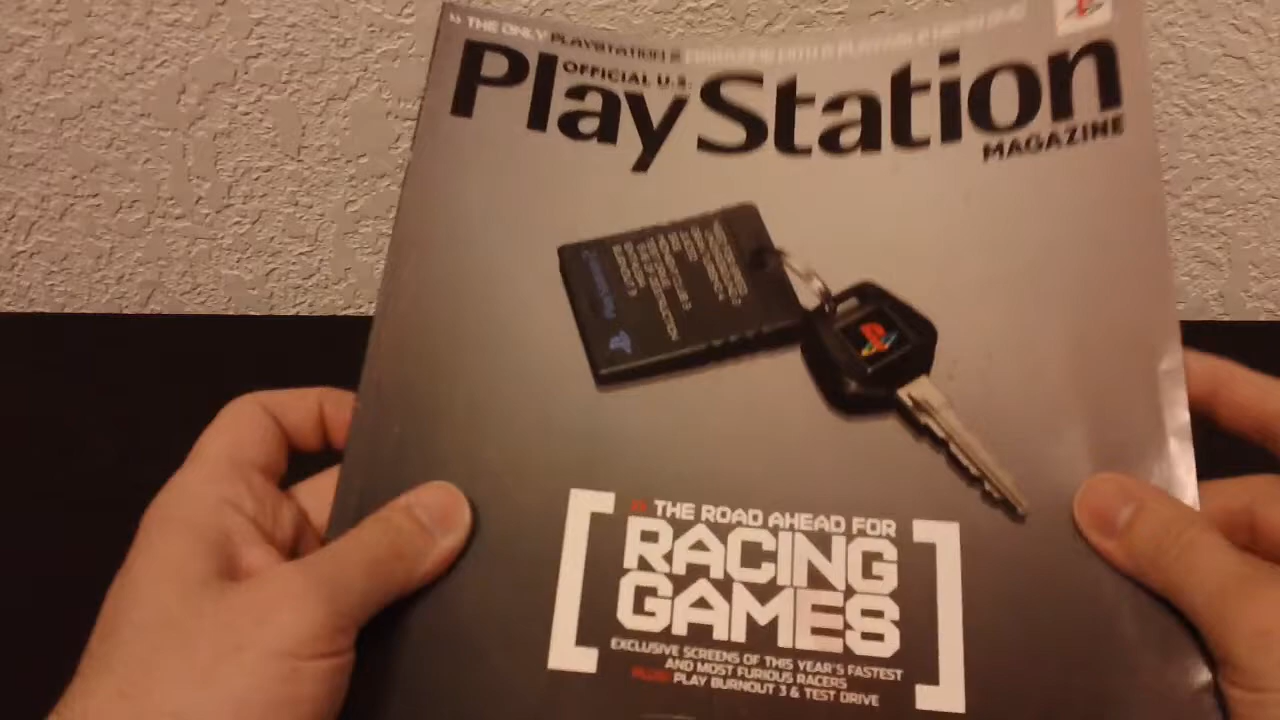 THE ONLY PLAYSTATION
OFFICIAL U.S.
PlayStation
MAGAZINE
THE ROAD AHEAD FOR
RACING
GAMES
EXCLUSIVE SCREENS OF THIS YEAR'S FASTEST
AND MOST FURIOUS RACERS
PLUS! PLAY BURNOUT 3 & TEST DRIVE